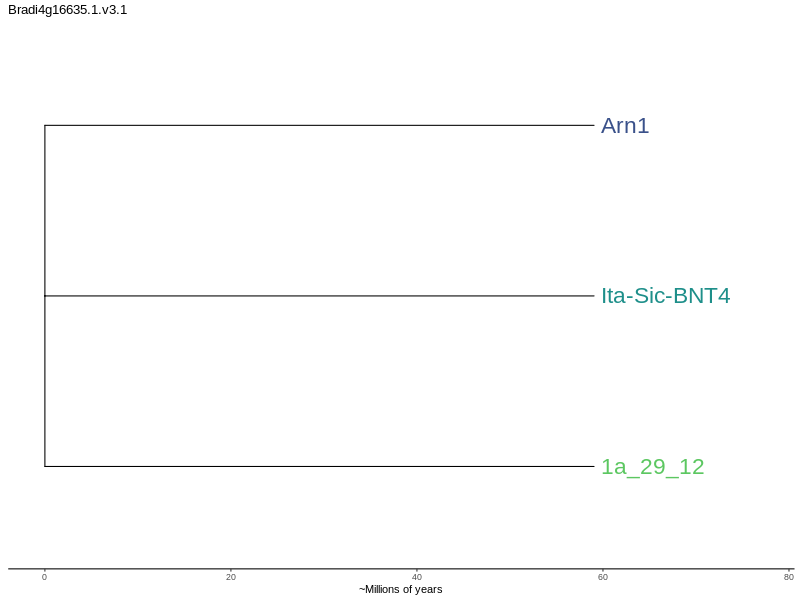 Bradi4g16635.1.v3.1
Arn1
Ita-Sic-BNT4
1a_29_12
0 20 40 60 80
~Millions of years